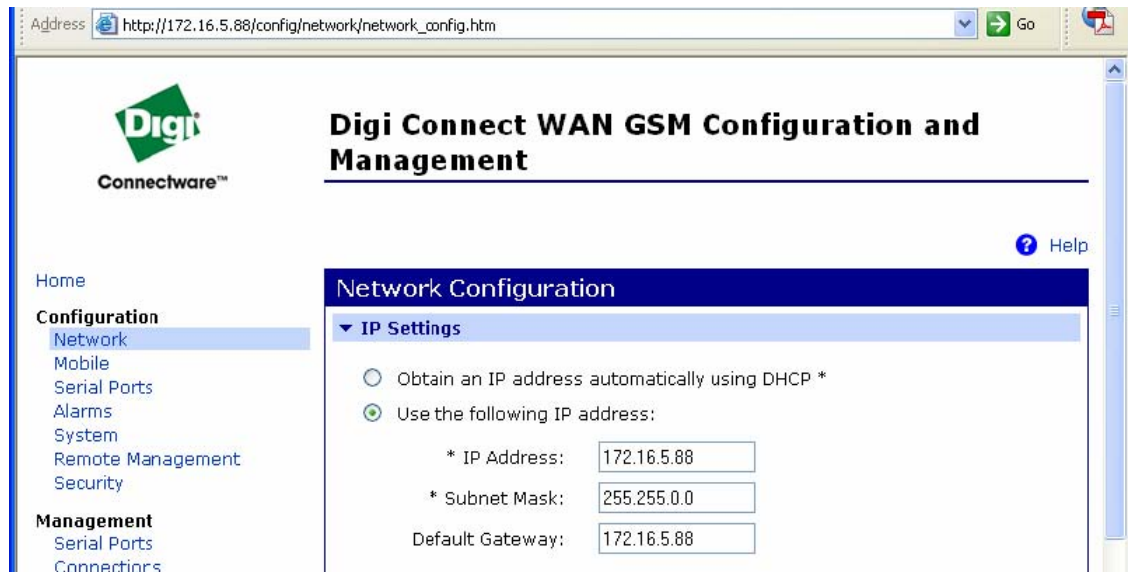 Address http://172.16.5.88/config/network/network_config.htm Go
Digi
Connectware™
Digi Connect WAN GSM Configuration and
Management
Help
Home
Configuration
Network
Mobile
Serial Ports
Alarms
System
Remote Management
Security
Management
Serial Ports
Connections
Network Configuration
IP Settings
Obtain an IP address automatically using DHCP *
Use the following IP address:
* IP Address: 172.16.5.88
* Subnet Mask: 255.255.0.0
Default Gateway: 172.16.5.88